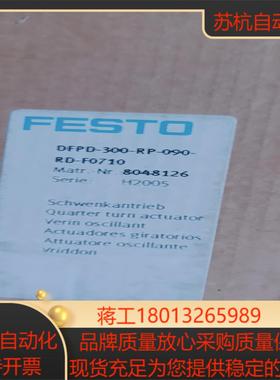 苏杭自动
FESTO
DFPD-300-RP-090-
RD-F0710
Matr.-Nr. 8048126
Serie: H2005
Schwenkantrieb
Quarter turn actuator
Verin oscillant
Actuadores giratorios
Attuatore oscillante
Vriddon
蒋工18013265989
自动化 品牌质量放心采购质量保
开票 现货充足为您提供稳定的